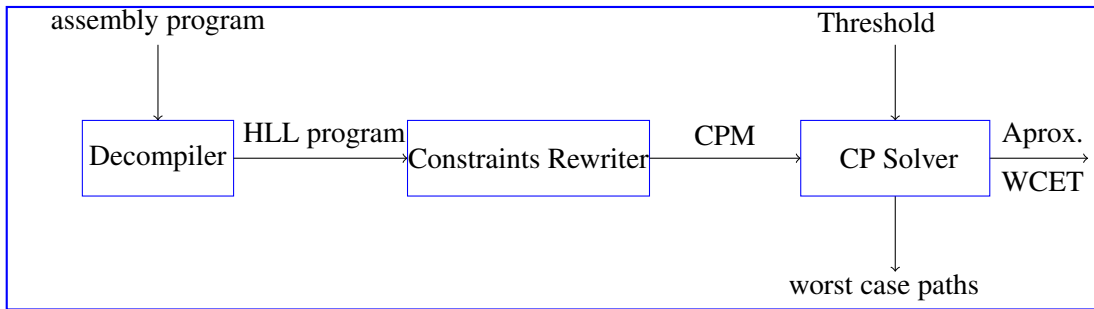 assembly program
Threshold
Decompiler
HLL program
Constraints Rewriter
CPM
CP Solver
Aprox.
WCET
worst case paths